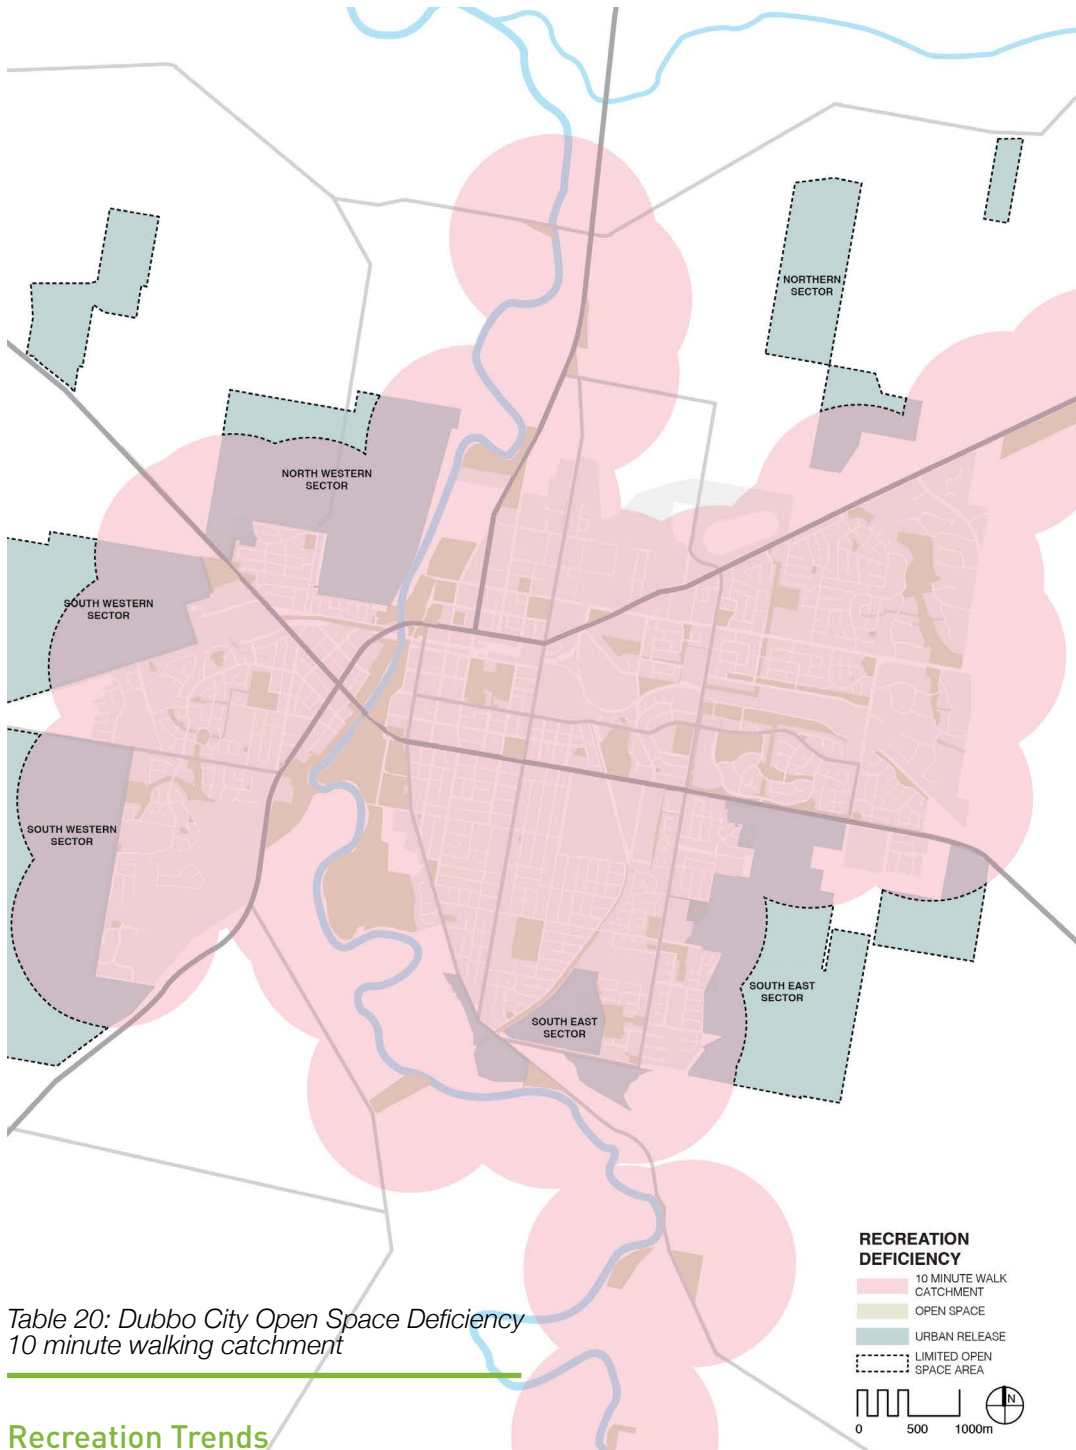 NORTHERN
SECTOR
NORTH WESTERN
SECTOR
SOUTH WESTERN
SECTOR
SOUTH WESTERN
SECTOR
SOUTH EAST
SECTOR
SOUTH EAST
SECTOR
RECREATION
DEFICIENCY
10 MINUTE WALK
CATCHMENT
OPEN SPACE
URBAN RELEASE
LIMITED OPEN
SPACE AREA
N
0 500 1000m
Table 20: Dubbo City Open Space Deficiency
10 minute walking catchment
Recreation Trends